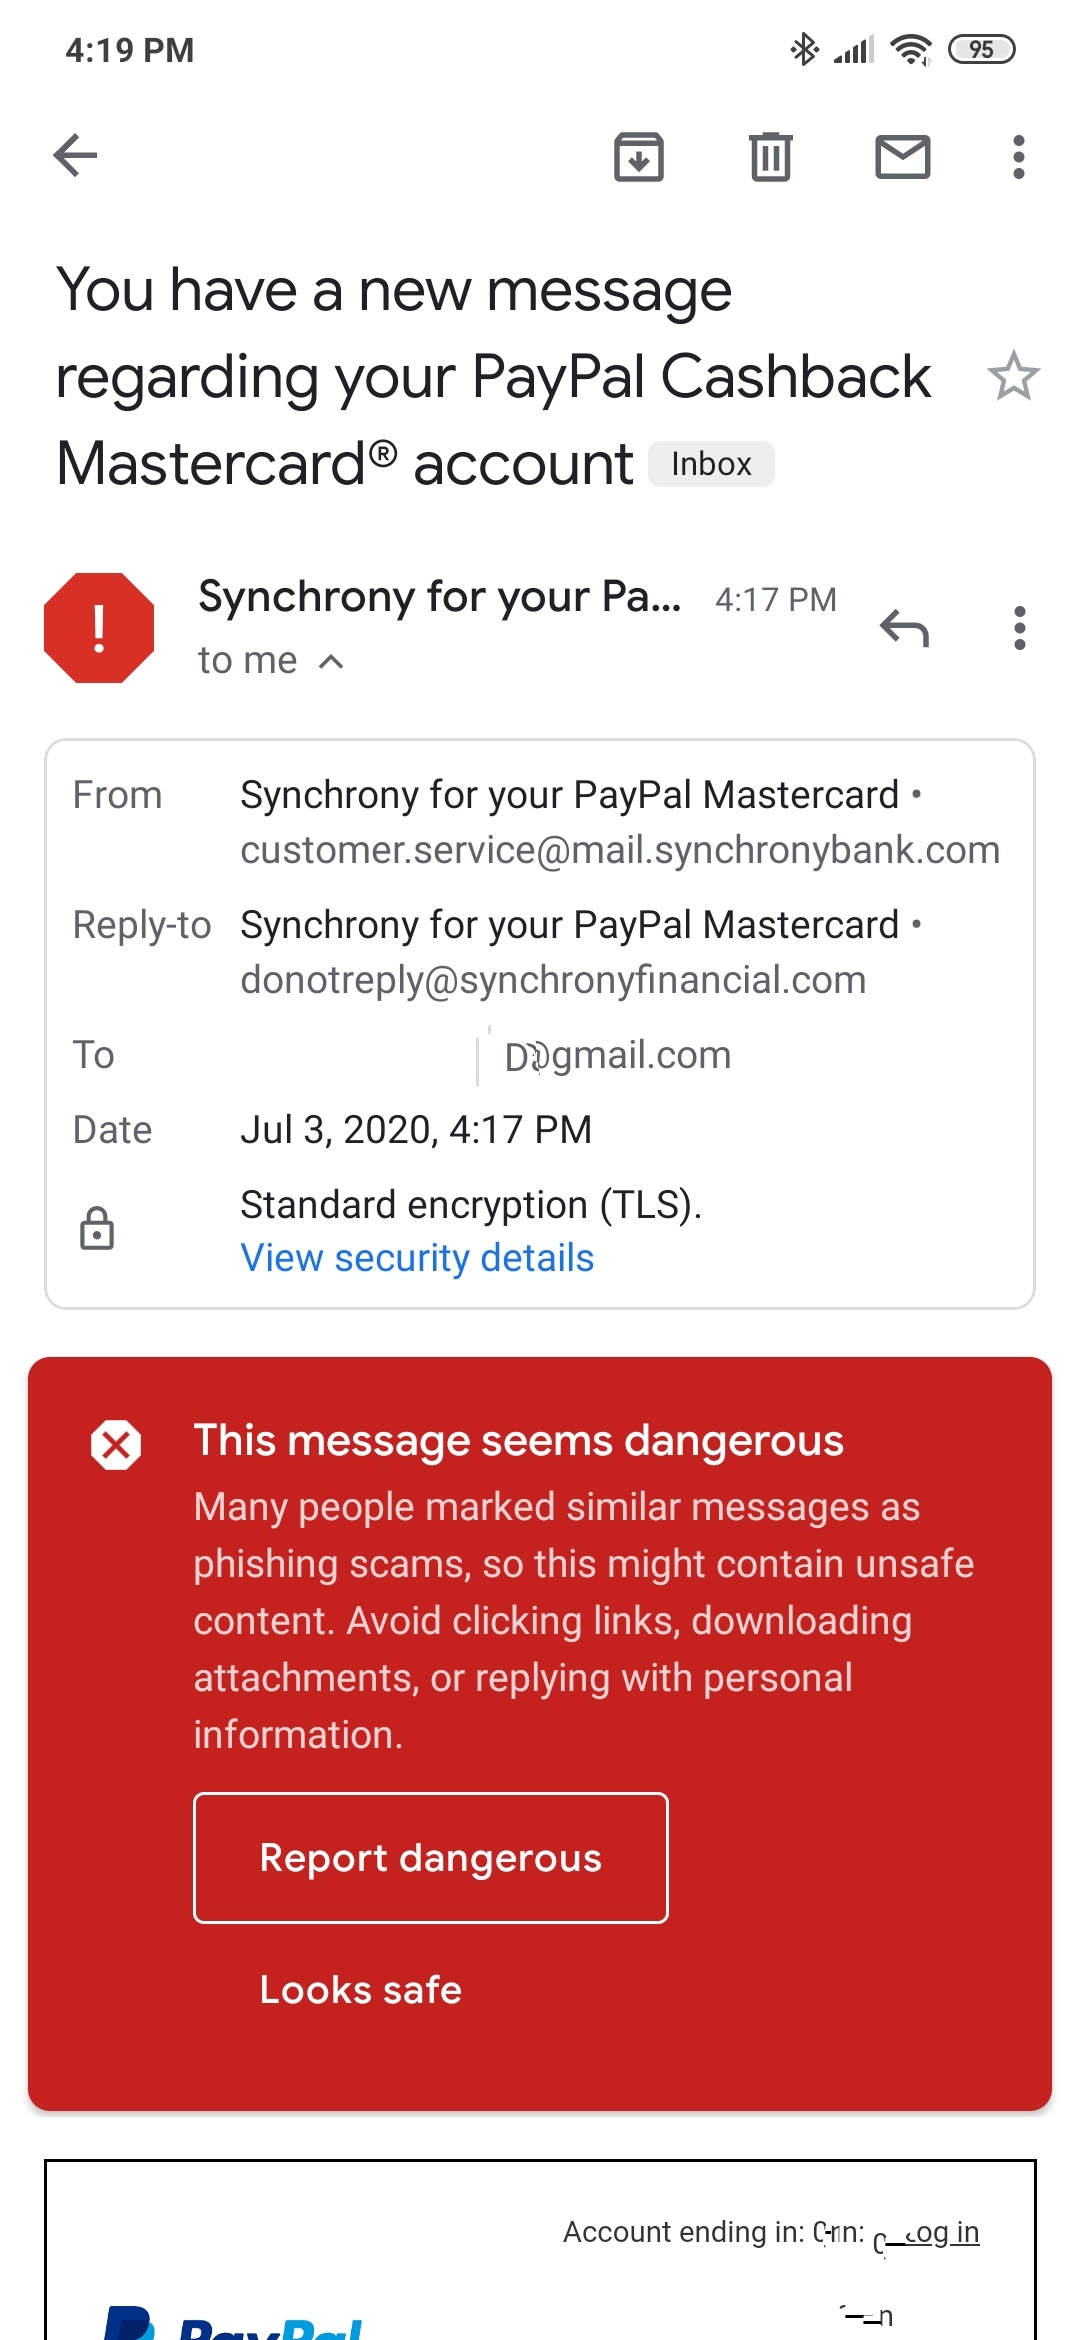 4:19 PM
95
You have a new message
regarding your PayPal Cashback
Mastercard® account Inbox
Synchrony for your Pa... 4:17 PM
to me
From Synchrony for your PayPal Mastercard •
customer.service@mail.synchronybank.com
Reply-to Synchrony for your PayPal Mastercard •
donotreply@synchronyfinancial.com
To @gmail.com
Date Jul 3, 2020, 4:17 PM
Standard encryption (TLS).
View security details
This message seems dangerous
Many people marked similar messages as
phishing scams, so this might contain unsafe
content. Avoid clicking links, downloading
attachments, or replying with personal
information.
Report dangerous
Looks safe
Account ending in: og in
PayPal